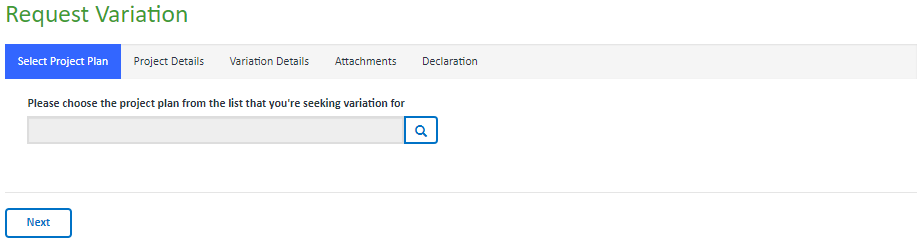 Request Variation
Select Project Plan Project Details Variation Details Attachments Declaration
Please choose the project plan from the list that you're seeking variation for
Next